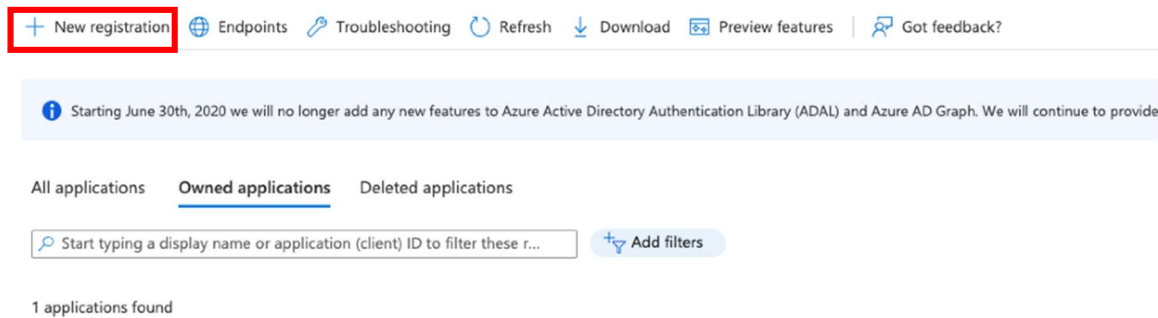 New registration Endpoints Troubleshooting Refresh Download Preview features Got feedback?
Starting June 30th, 2020 we will no longer add any new features to Azure Active Directory Authentication Library (ADAL) and Azure AD Graph. We will continue to provide
All applications Owned applications Deleted applications
Start typing a display name or application (client) ID to filter these r... Add filters
1 applications found